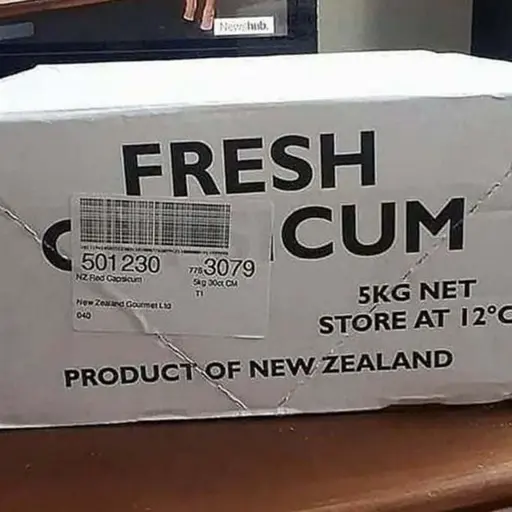 Newshub.
FRESH
C CUM
501230
778 3079
NZ Red Capsicum
5kg 30ct CM
T1
New Zealand Gourmet Ltd
040
5KG NET
STORE AT 12°C
PRODUCT OF NEW ZEALAND